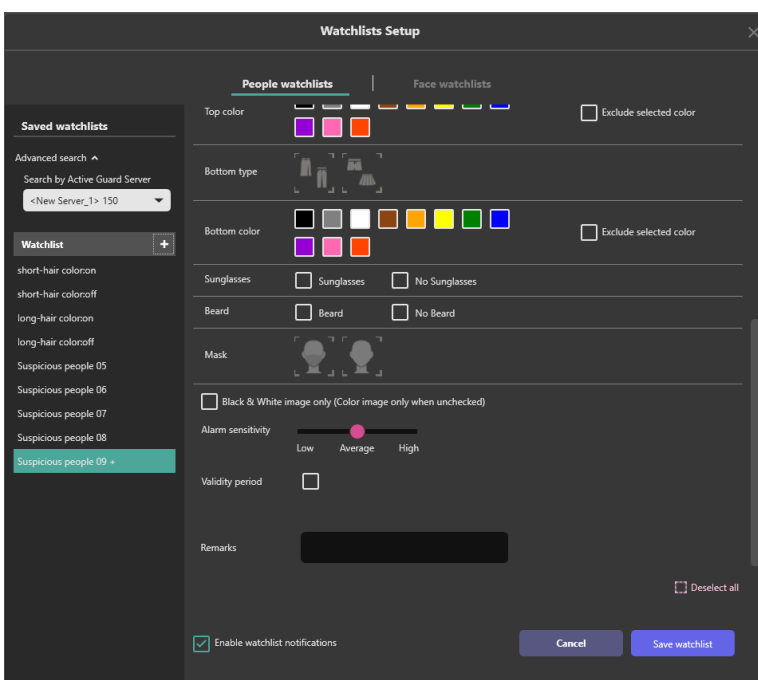 Watchlists Setup
People watchlists
Face watchlists
Saved watchlists
Advanced search
Search by Active Guard Server
<New Server_1> 150
Watchlist +
short-hair color:on
short-hair color:off
long-hair color:on
long-hair color:off
Suspicious people 05
Suspicious people 06
Suspicious people 07
Suspicious people 08
Suspicious people 09 +
Top color
Exclude selected color
Bottom type
Bottom color
Exclude selected color
Sunglasses
Sunglasses
No Sunglasses
Beard
Beard
No Beard
Mask
Black & White image only (Color image only when unchecked)
Alarm sensitivity
Low
Average
High
Validity period
Remarks
Deselect all
Enable watchlist notifications
Cancel
Save watchlist